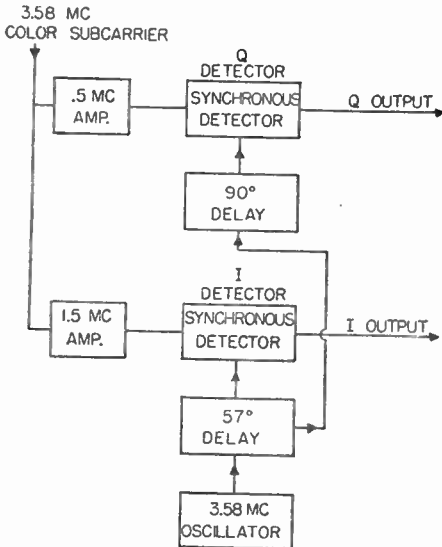 3.58 MC
COLOR SUBCARRIER
Q
DETECTOR
.5 MC
AMP.
SYNCHRONOUS
DETECTOR
Q OUTPUT
90°
DELAY
I
DETECTOR
1.5 MC
AMP.
SYNCHRONOUS
DETECTOR
I OUTPUT
57°
DELAY
3.58 MC
OSCILLATOR